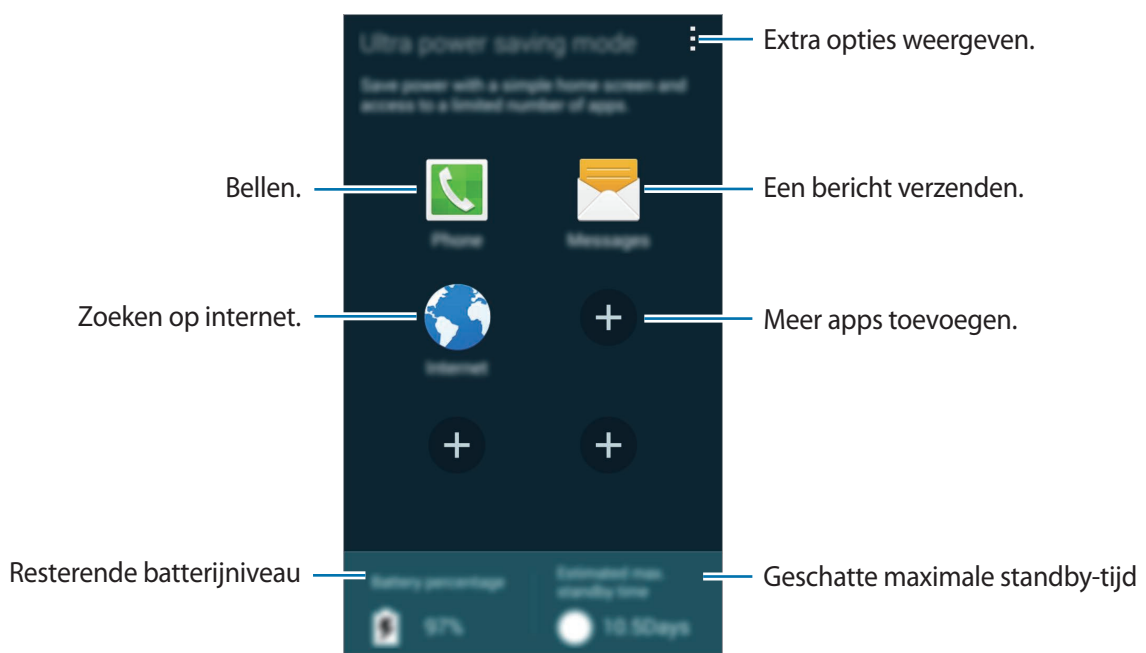 Ultra power saving mode
Extra opties weergeven.
Save power with a simple home screen and
access to a limited number of apps.
Bellen.
Een bericht verzenden.
Phone
Messages
Zoeken op internet.
Meer apps toevoegen.
Internet
Resterende batterijniveau
Battery percentage
Estimated max.
standby time
Geschatte maximale standby-tijd
97%
10.5Days